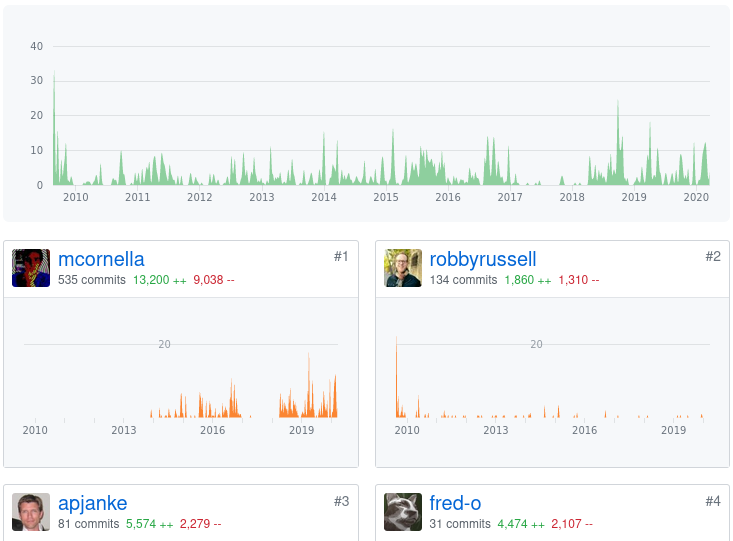 40
30
20
10
0
2010 2011 2012 2013 2014 2015 2016 2017 2018 2019 2020
mcornella #1
535 commits 13,200 ++ 9,038 --
20
2010 2013 2016 2019
robbyrussell #2
134 commits 1,860 ++ 1,310 --
20
2010 2013 2016 2019
apjanke #3
81 commits 5,574 ++ 2,279 --
fred-o #4
31 commits 4,474 ++ 2,107 --